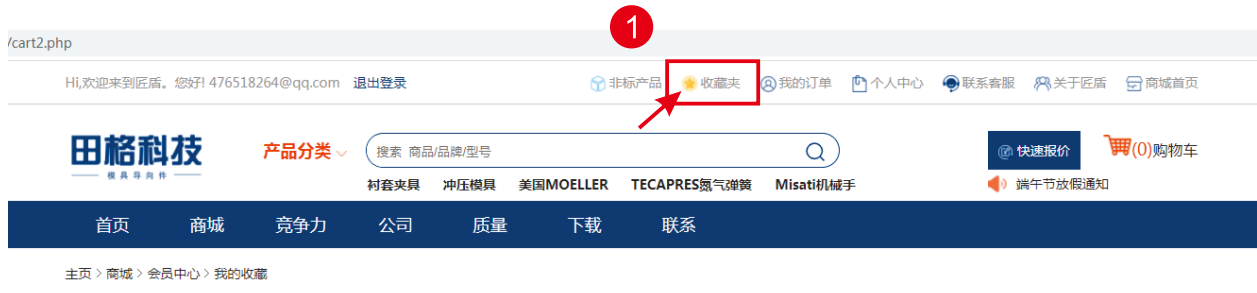 1
/cart2.php
Hi,欢迎来到匠盾。您好! 476518264@qq.com 退出登录 非标产品 收藏夹 我的订单 个人中心 联系客服 关于匠盾 商城首页
田格科技 产品分类 搜索 商品/品牌/型号 @ 快速报价 (0)购物车
模具导向件
衬套夹具 冲压模具 美国MOELLER TECAPRES氮气弹簧 Misati机械手 端午节放假通知
首页 商城 竞争力 公司 质量 下载 联系
主页 > 商城 > 会员中心 > 我的收藏